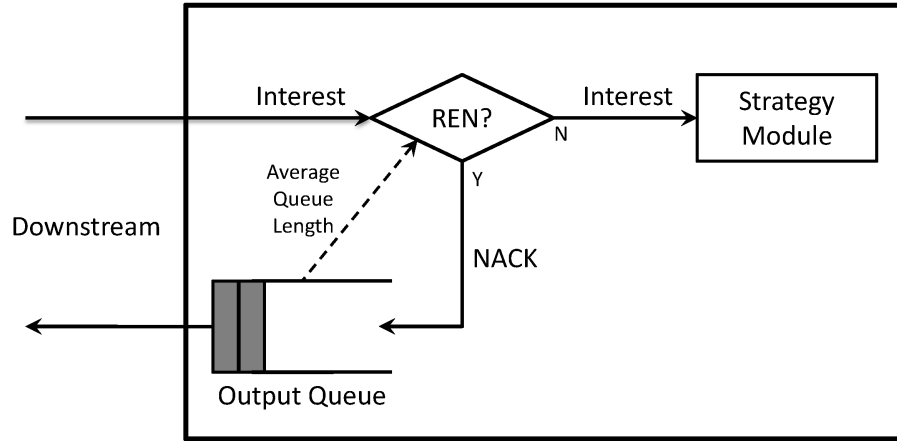 Interest
REN?
N
Interest
Strategy
Module
Average
Queue
Length
Y
Downstream
NACK
Output Queue